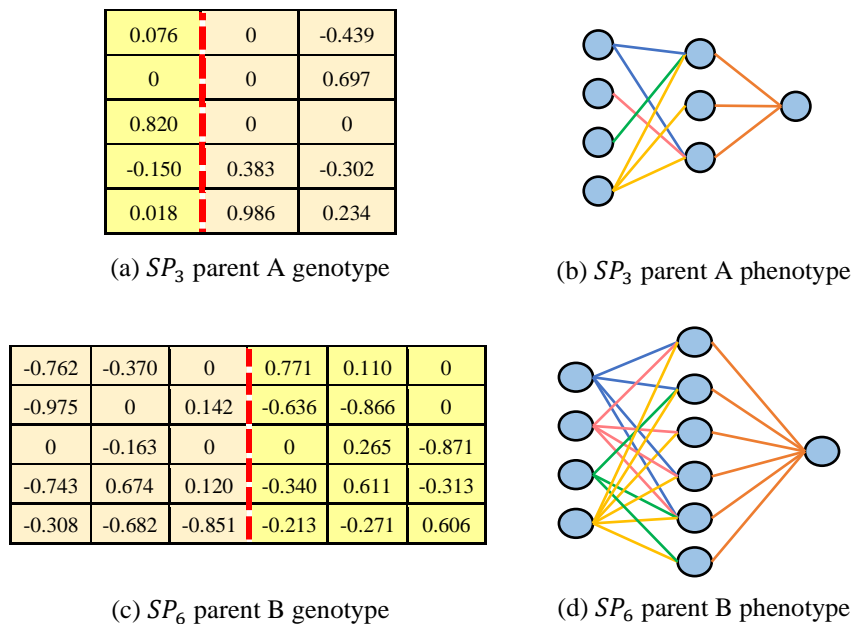 0.076 0 -0.439
0 0 0.697
0.820 0 0
-0.150 0.383 -0.302
0.018 0.986 0.234
(a) SP₃ parent A genotype
(b) SP₃ parent A phenotype
-0.762 -0.370 0 0.771 0.110 0
-0.975 0 0.142 -0.636 -0.866 0
0 -0.163 0 0 0.265 -0.871
-0.743 0.674 0.120 -0.340 0.611 -0.313
-0.308 -0.682 -0.851 -0.213 -0.271 0.606
(c) SP₆ parent B genotype
(d) SP₆ parent B phenotype